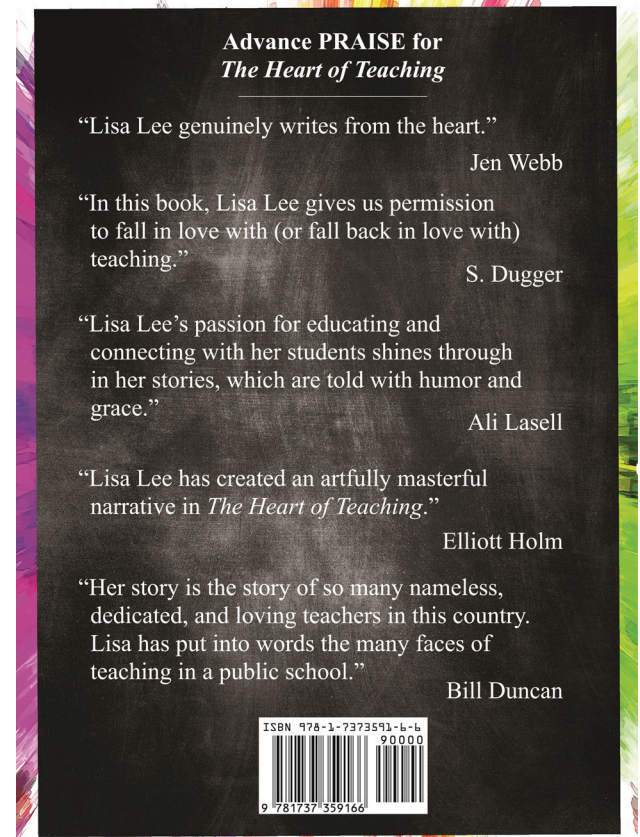 Advance PRAISE for
The Heart of Teaching
“Lisa Lee genuinely writes from the heart.”
Jen Webb
“In this book, Lisa Lee gives us permission
to fall in love with (or fall back in love with)
teaching.”
S. Dugger
“Lisa Lee’s passion for educating and
connecting with her students shines through
in her stories, which are told with humor and
grace.”
Ali Lasell
“Lisa Lee has created an artfully masterful
narrative in The Heart of Teaching.”
Elliott Holm
“Her story is the story of so many nameless,
dedicated, and loving teachers in this country.
Lisa has put into words the many faces of
teaching in a public school.”
Bill Duncan
ISBN 978-1-7373591-6-6
90000
9 781737 359166